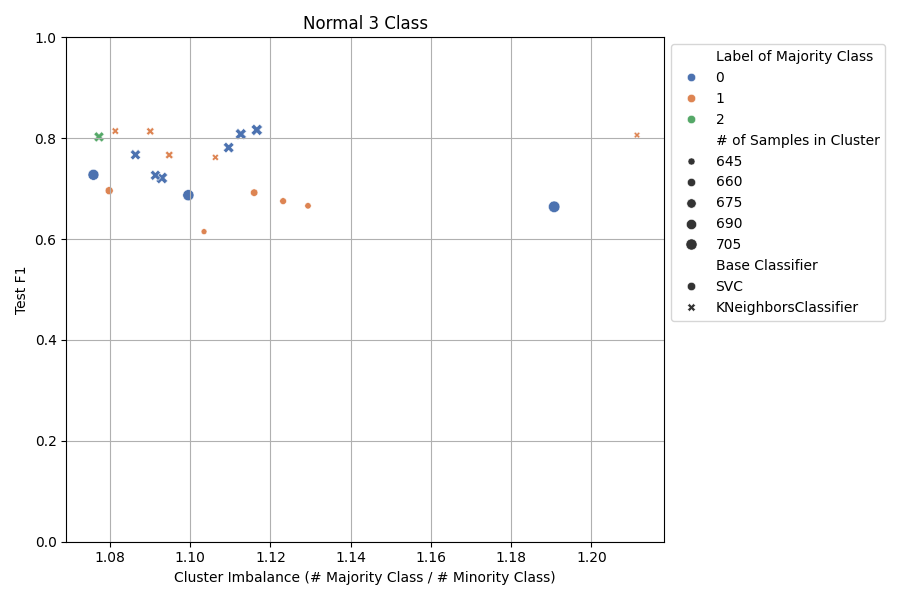 Normal 3 Class
Test F1
1.0
0.8
0.6
0.4
0.2
0.0
1.08 1.10 1.12 1.14 1.16 1.18 1.20
Cluster Imbalance (# Majority Class / # Minority Class)
Label of Majority Class
0
1
2
# of Samples in Cluster
645
660
675
690
705
Base Classifier
SVC
KNeighborsClassifier